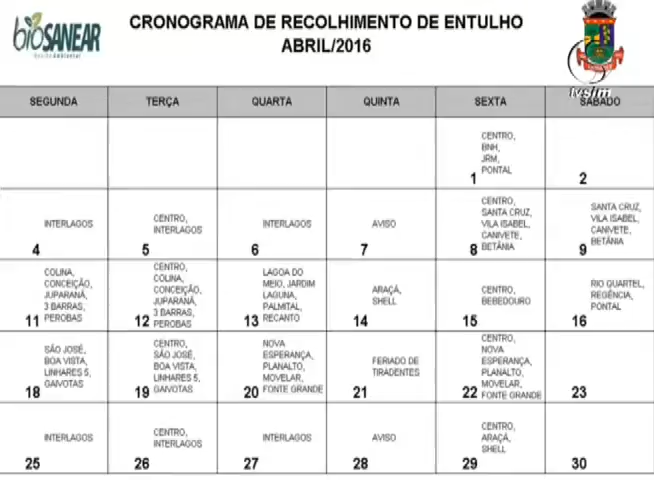 bioSANEAR
CRONOGRAMA DE RECOLHIMENTO DE ENTULHO
ABRIL/2016
SEGUNDA
TERÇA
QUARTA
QUINTA
SEXTA
SÁBADO
CENTRO,
BNH,
JRM,
PONTAL
1
2
INTERLAGOS
4
CENTRO,
INTERLAGOS
5
INTERLAGOS
6
AVISO
7
CENTRO,
SANTA CRUZ,
VILA ISABEL,
CANIVETE,
BETÂNIA
8
SANTA CRUZ,
VILA ISABEL,
CANIVETE,
BETÂNIA
9
COLINA,
CONCEIÇÃO,
JUPARANÃ,
3 BARRAS,
PEROBAS
11
CENTRO,
COLINA,
CONCEIÇÃO,
JUPARANÃ,
3 BARRAS,
PEROBAS
12
LAGOA DO
MEIO, JARDIM
LAGUNA,
PALMITAL,
RECANTO
13
ARAÇÁ,
SHELL
14
CENTRO,
BEBEDOURO
15
RIO QUARTEL,
REGÊNCIA,
PONTAL
16
SÃO JOSÉ,
BOA VISTA,
LINHARES 5,
GAIVOTAS
18
CENTRO,
SÃO JOSÉ,
BOA VISTA,
LINHARES 5,
GAIVOTAS
19
NOVA
ESPERANÇA,
PLANALTO,
MOVELAR,
FONTE GRANDE
20
FERIADO DE
TIRADENTES
21
CENTRO,
NOVA
ESPERANÇA,
PLANALTO,
MOVELAR,
FONTE GRANDE
22
23
INTERLAGOS
25
CENTRO,
INTERLAGOS
26
INTERLAGOS
27
AVISO
28
CENTRO,
ARAÇÁ,
SHELL
29
30